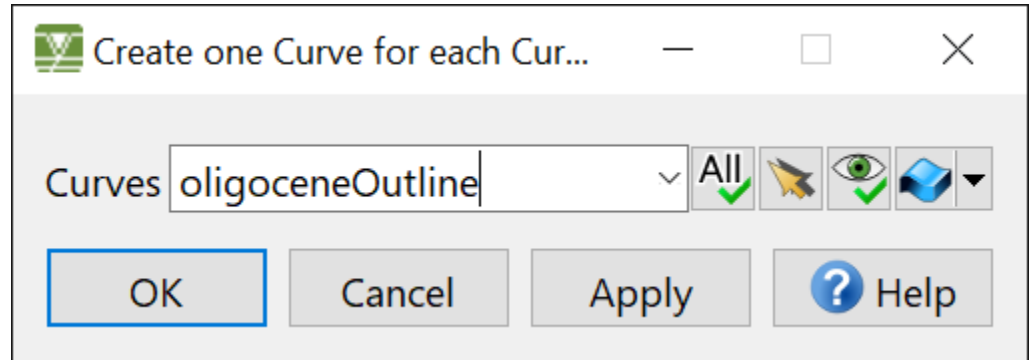 Create one Curve for each Cur...
Curves oligoceneOutline All
OK Cancel Apply ? Help